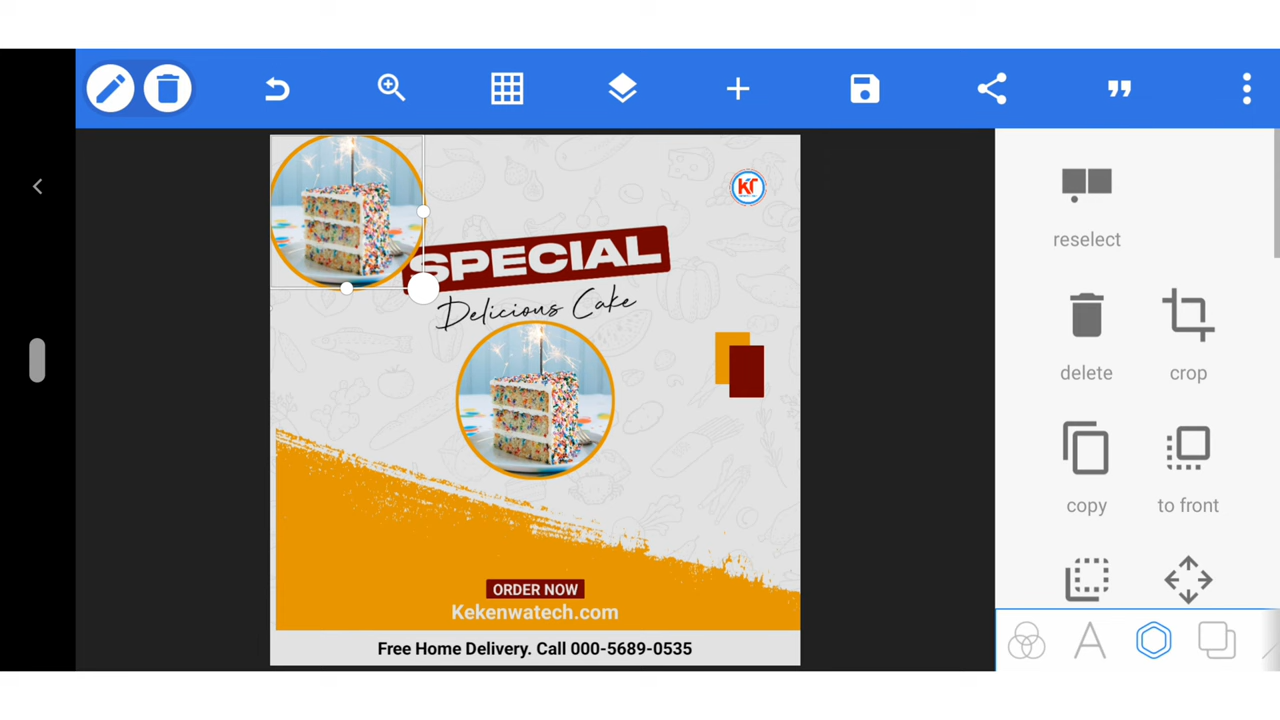 KT
SPECIAL
Delicious Cake
ORDER NOW
Kekenwatech.com
Free Home Delivery. Call 000-5689-0535
reselect
delete
crop
copy
to front